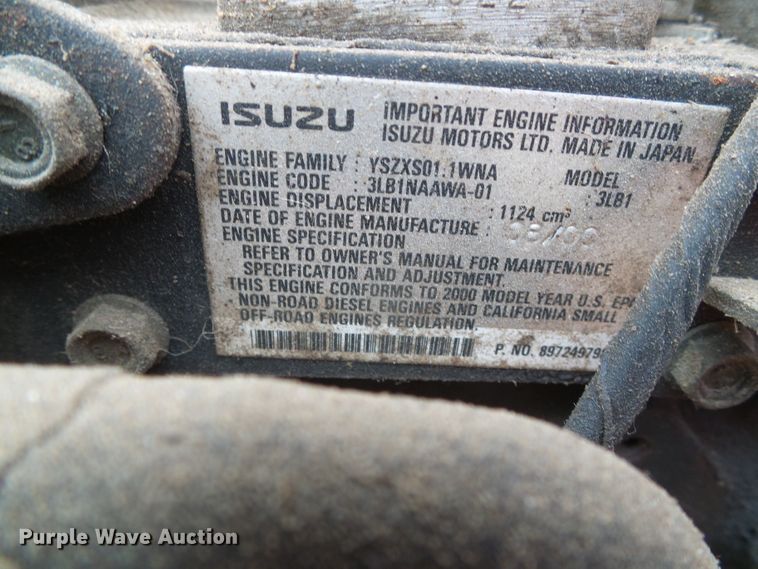 ISUZU
IMPORTANT ENGINE INFORMATION
ISUZU MOTORS LTD. MADE IN JAPAN
ENGINE FAMILY : YSZXS01.1WNA MODEL
ENGINE CODE : 3LB1NAAWA-01 : 3LB1
ENGINE DISPLACEMENT : 1124 cm³
DATE OF ENGINE MANUFACTURE :
ENGINE SPECIFICATION
REFER TO OWNER'S MANUAL FOR MAINTENANCE
SPECIFICATION AND ADJUSTMENT.
THIS ENGINE CONFORMS TO 2000 MODEL YEAR U.S. EPA
NON-ROAD DIESEL ENGINES AND CALIFORNIA SMALL
OFF-ROAD ENGINES REGULATION.
P. NO. 89724979
Purple Wave Auction